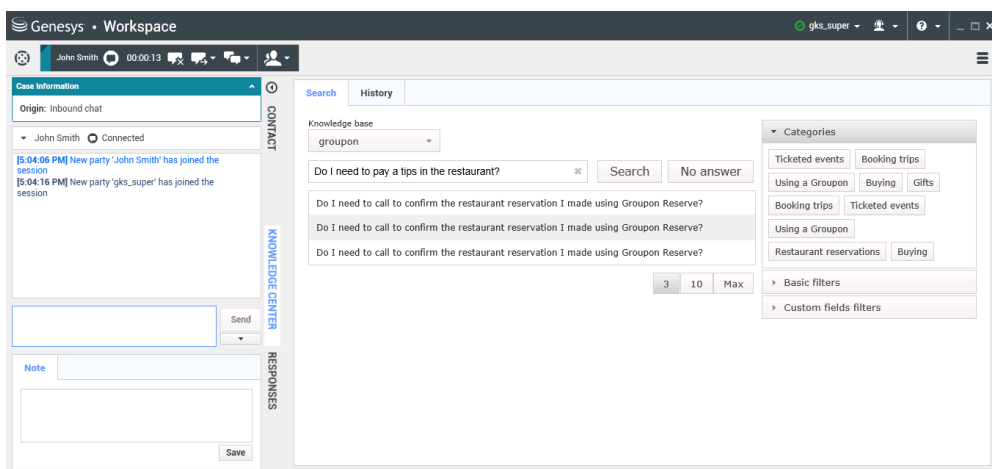 Genesys • Workspace
gks_super
John Smith 00:00:13
Case Information
Origin: Inbound chat
John Smith Connected
[5:04:06 PM] New party 'John Smith' has joined the
session
[5:04:16 PM] New party 'gks_super' has joined the
session
Send
Note
Save
CONTACT
KNOWLEDGE CENTER
RESPONSES
Search History
Knowledge base
groupon
Do I need to pay a tips in the restaurant?
Search No answer
Do I need to call to confirm the restaurant reservation I made using Groupon Reserve?
Do I need to call to confirm the restaurant reservation I made using Groupon Reserve?
Do I need to call to confirm the restaurant reservation I made using Groupon Reserve?
3 10 Max
Categories
Ticketed events Booking trips
Using a Groupon Buying Gifts
Booking trips Ticketed events
Using a Groupon
Restaurant reservations Buying
Basic filters
Custom fields filters